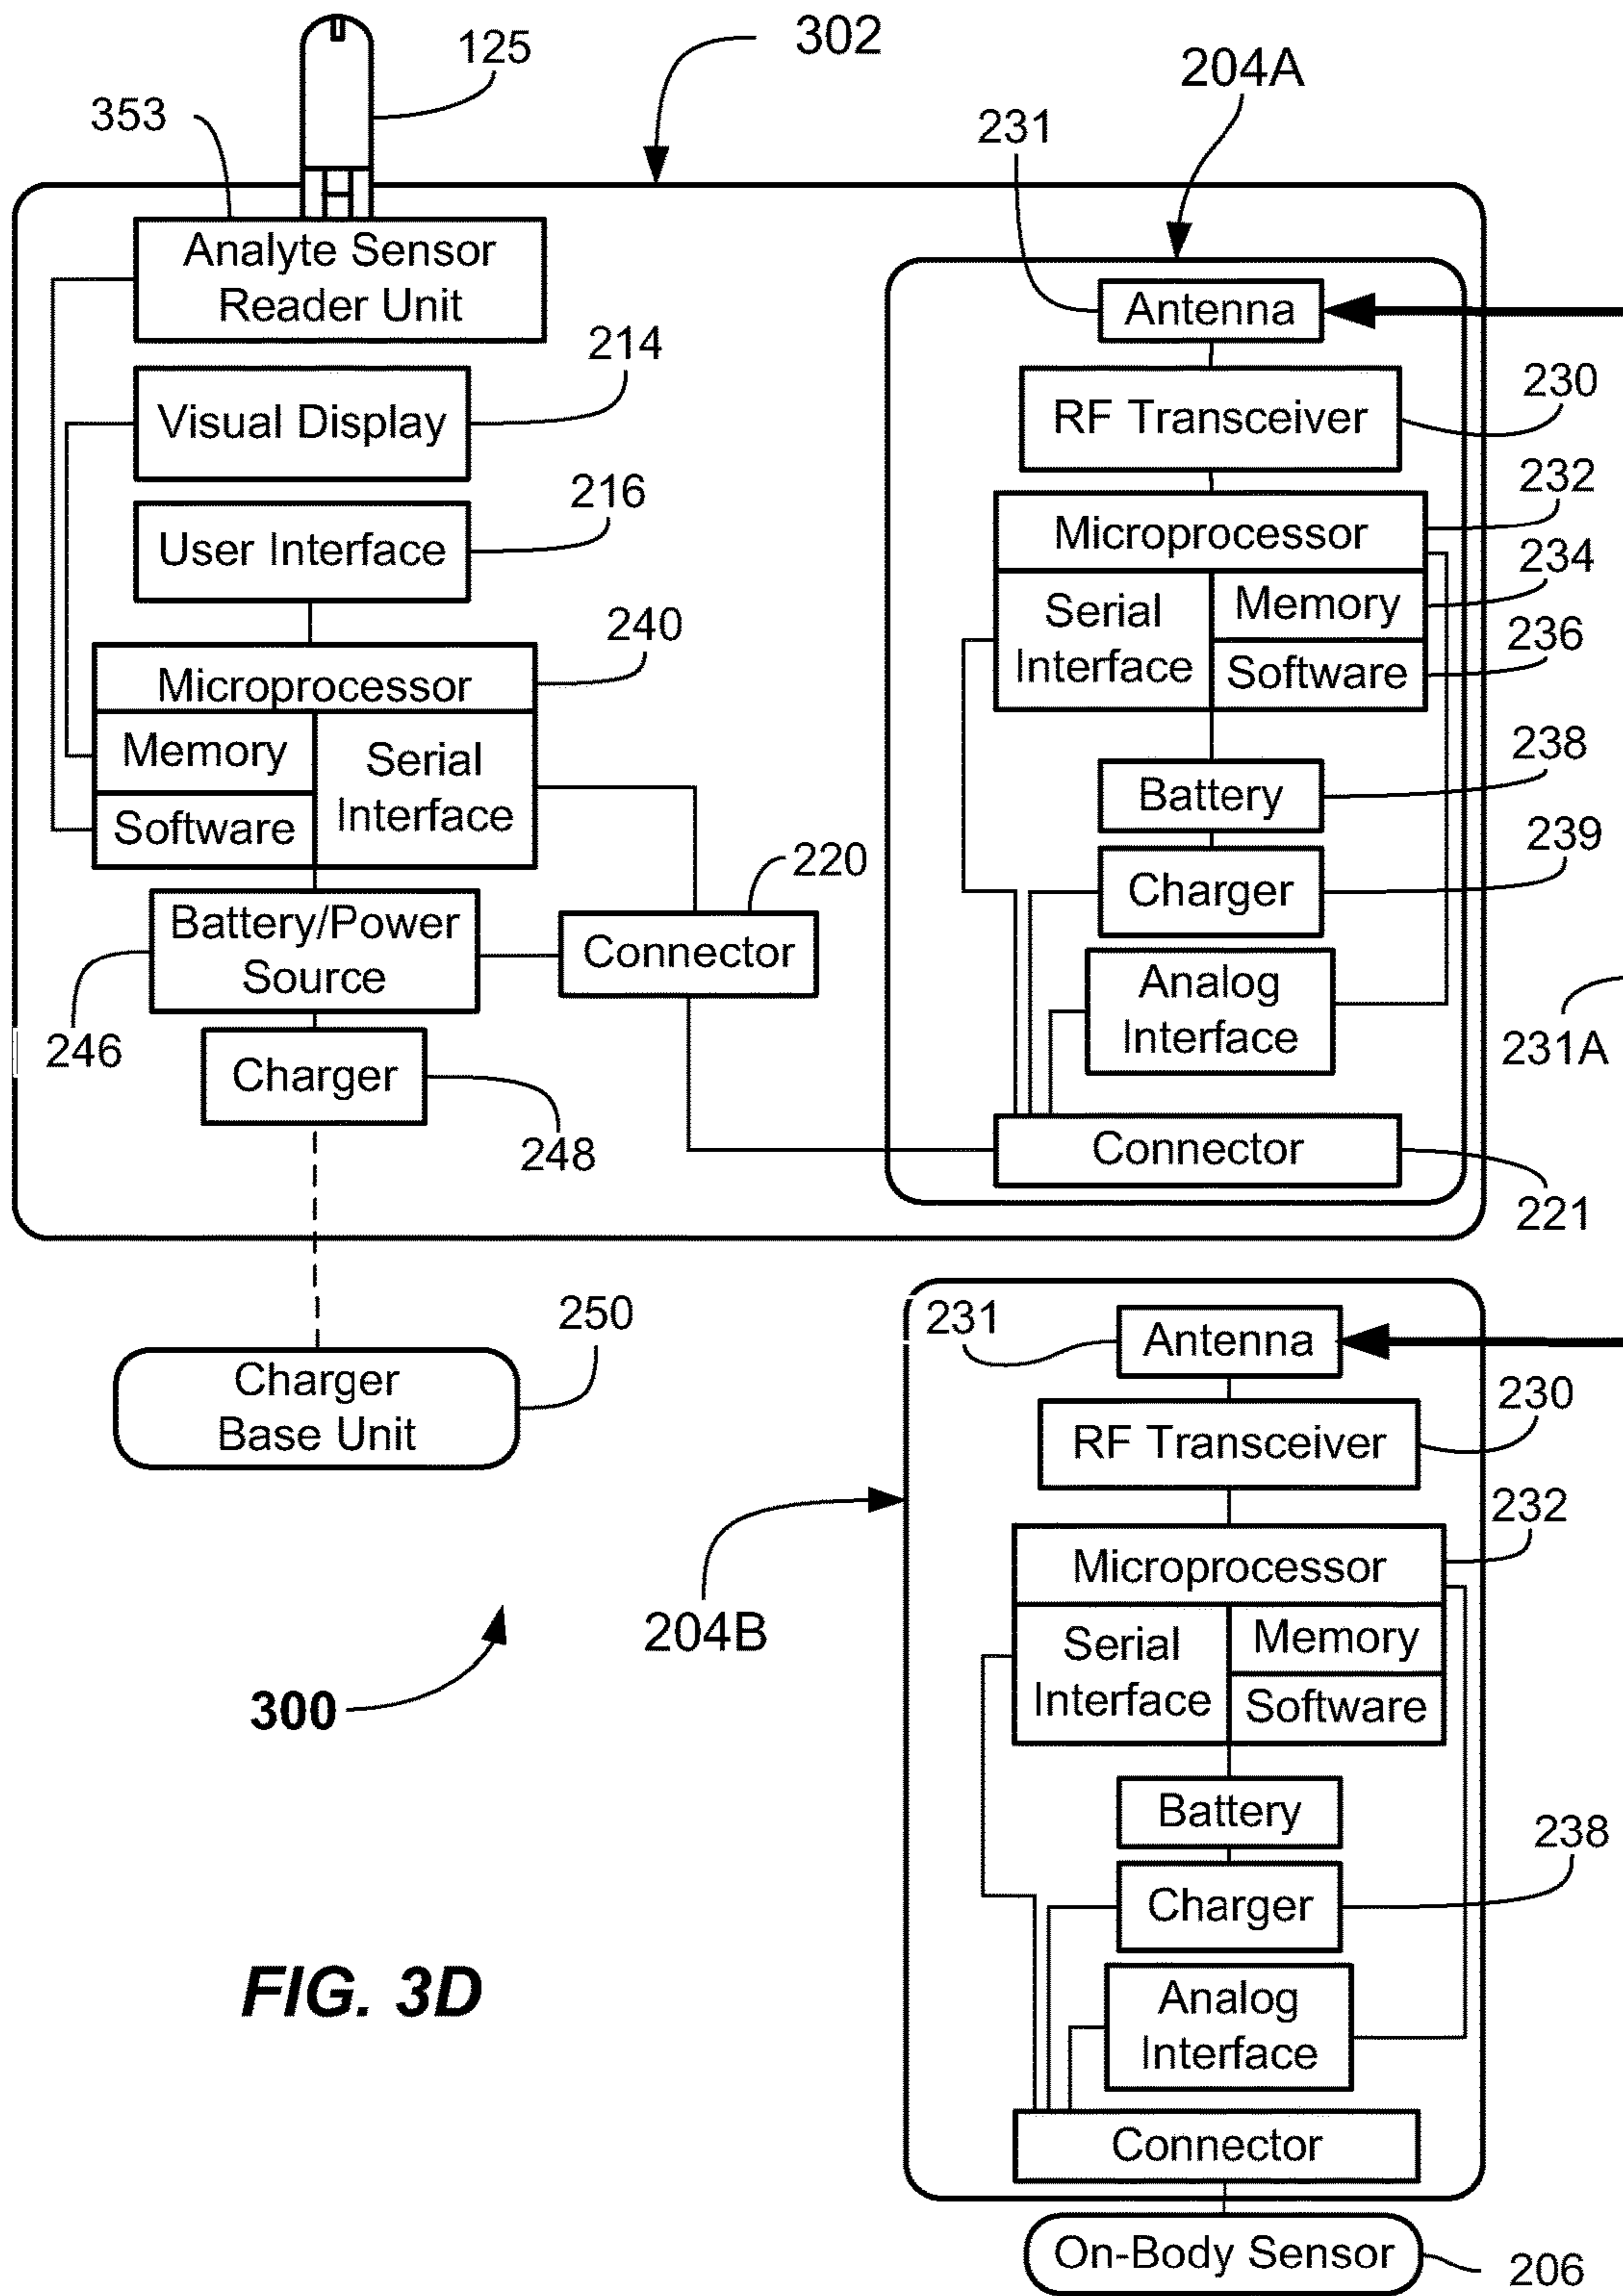 125
302
204A
353
231
Analyte Sensor
Reader Unit
Antenna
214
230
Visual Display
RF Transceiver
216
232
User Interface
Microprocessor
234
Serial
Interface
Memory
236
Software
240
Microprocessor
Memory
Software
Serial
Interface
238
Battery
220
239
Charger
Battery/Power
Source
Connector
Analog
Interface
246
231A
Charger
248
Connector
221
250
231
Antenna
Charger
Base Unit
230
RF Transceiver
232
Microprocessor
204B
Serial
Interface
Memory
Software
300
Battery
238
Charger
FIG. 3D
Analog
Interface
Connector
On-Body Sensor
206